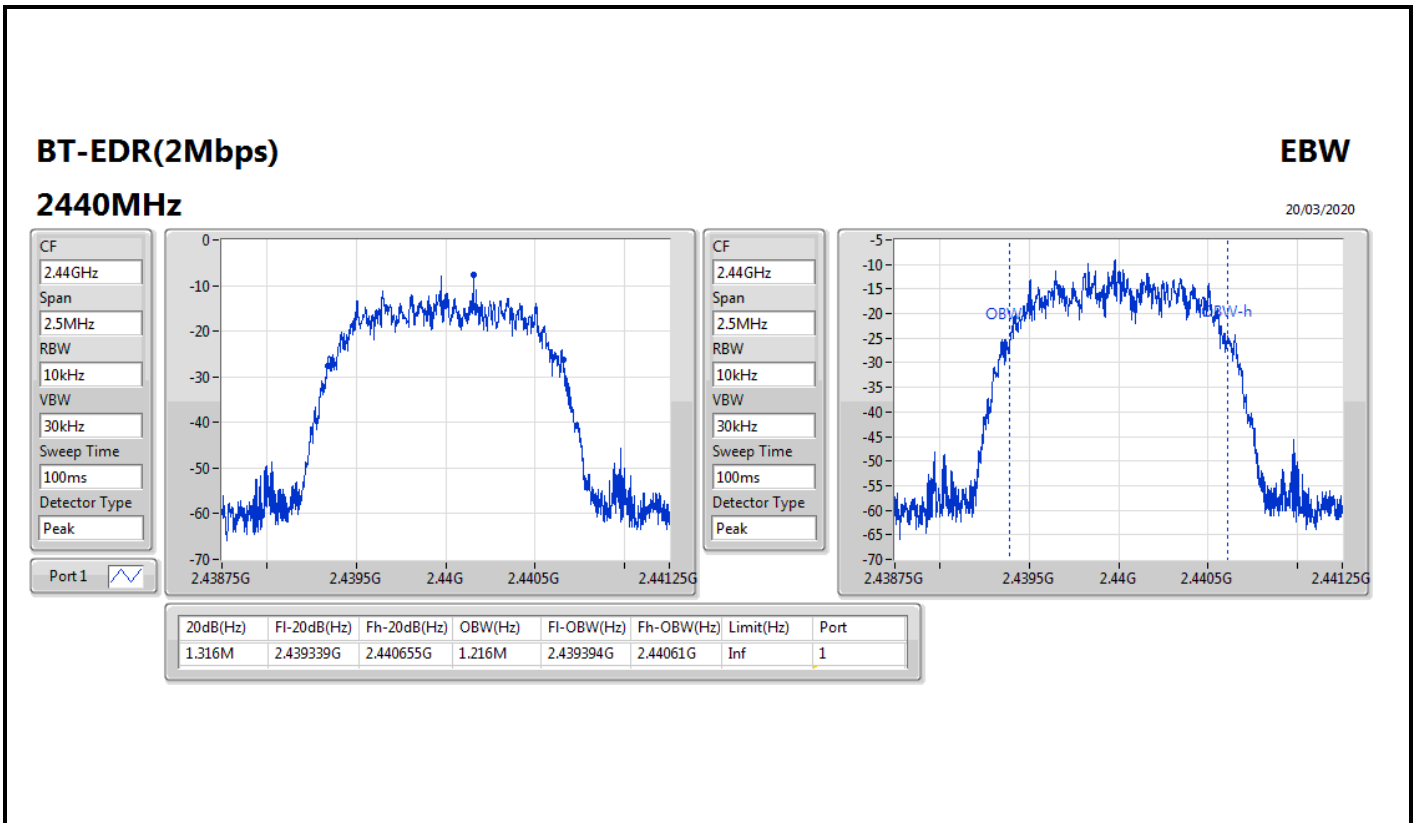 BT-EDR(2Mbps)
EBW
2440MHz
20/03/2020
CF
2.44GHz
Span
2.5MHz
RBW
10kHz
VBW
30kHz
Sweep Time
100ms
Detector Type
Peak
Port 1
0
-10
-20
-30
-40
-50
-60
-70
2.43875G 2.4395G 2.44G 2.4405G 2.44125G
CF
2.44GHz
Span
2.5MHz
RBW
10kHz
VBW
30kHz
Sweep Time
100ms
Detector Type
Peak
-5
-10
-15
-20
-25
-30
-35
-40
-45
-50
-55
-60
-65
-70
OBW-h
2.43875G 2.4395G 2.44G 2.4405G 2.44125G
20dB(Hz) Fl-20dB(Hz) Fh-20dB(Hz) OBW(Hz) Fl-OBW(Hz) Fh-OBW(Hz) Limit(Hz) Port
1.316M 2.439339G 2.440655G 1.216M 2.439394G 2.44061G Inf 1